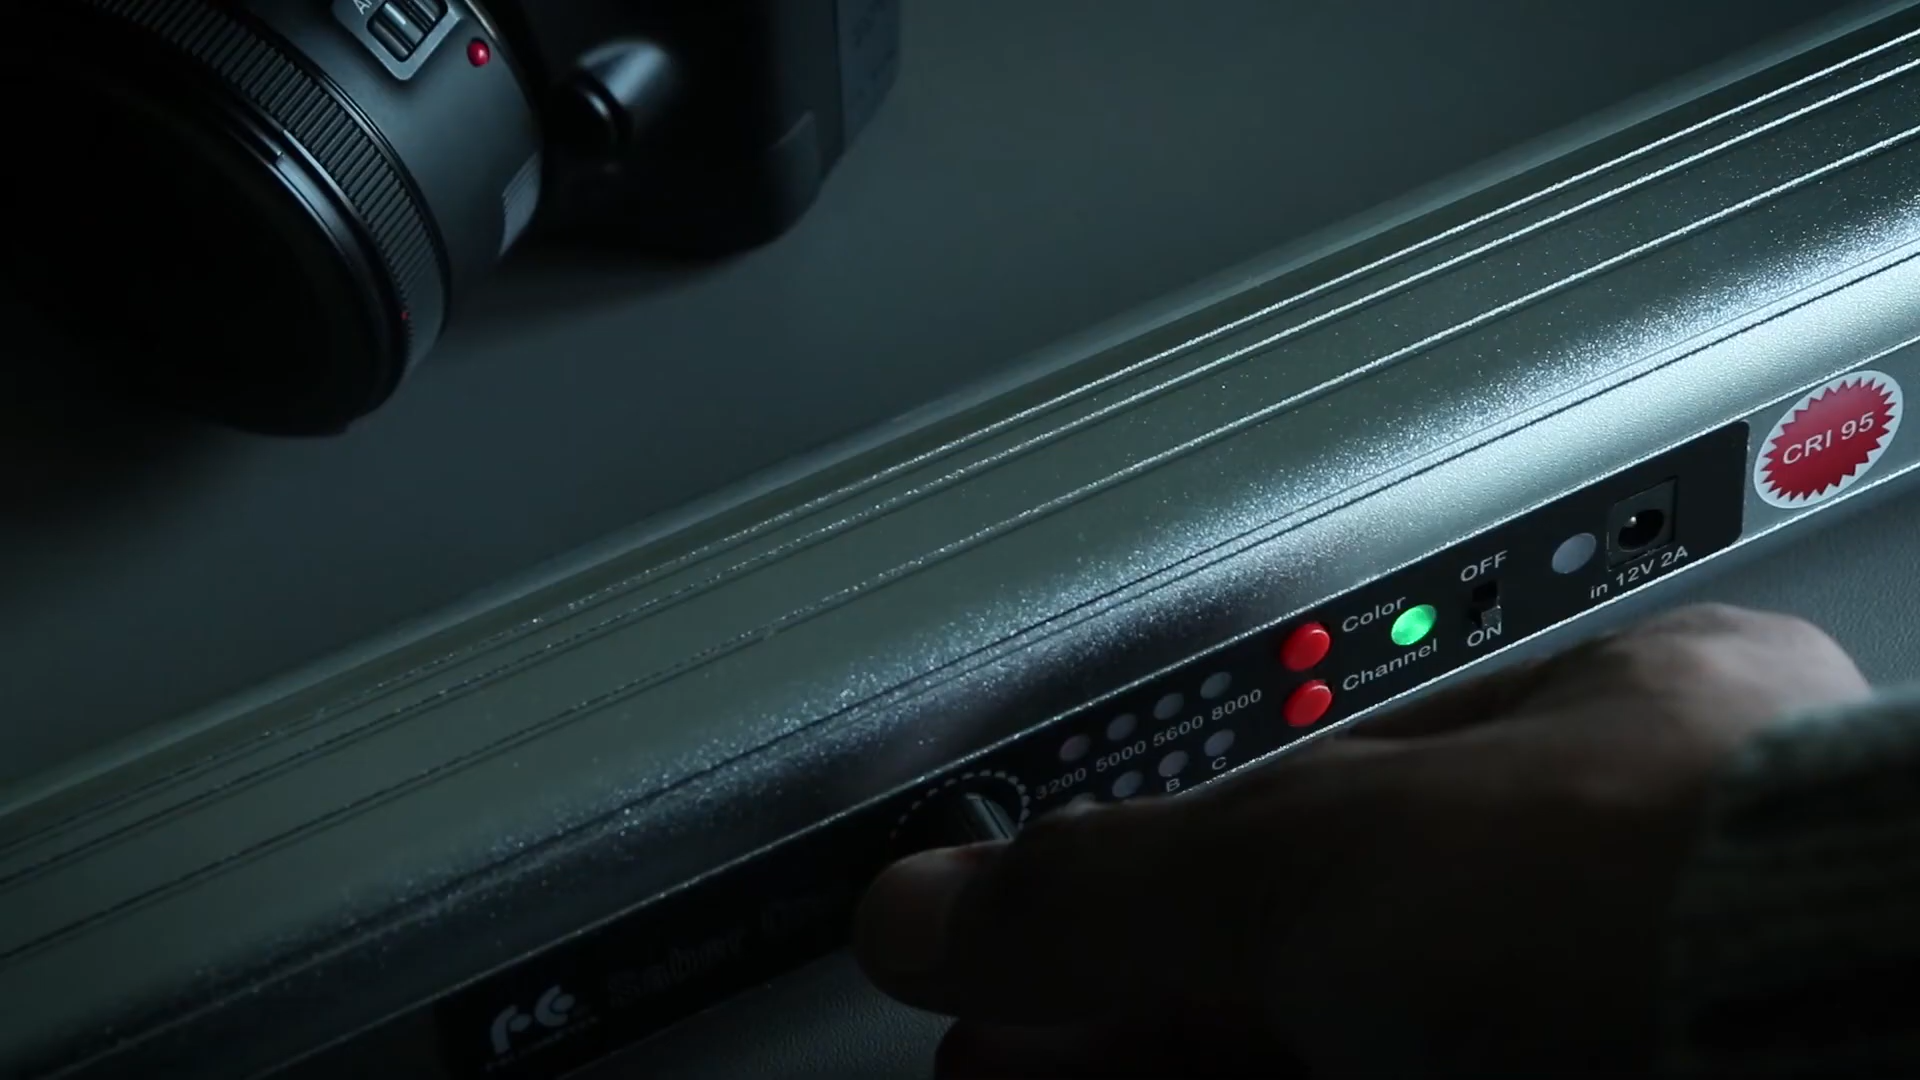 CRI 95
in 12V 2A
OFF
ON
Color
Channel
3200 5000 5600 8000
B C